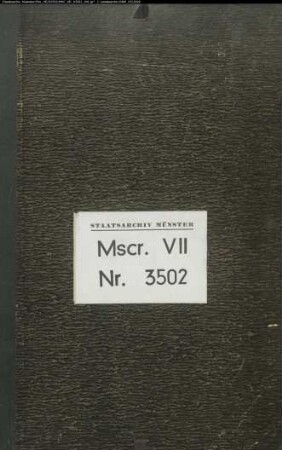 STAATSARCHIV MÜNSTER
Mscr. VII
Nr. 3502